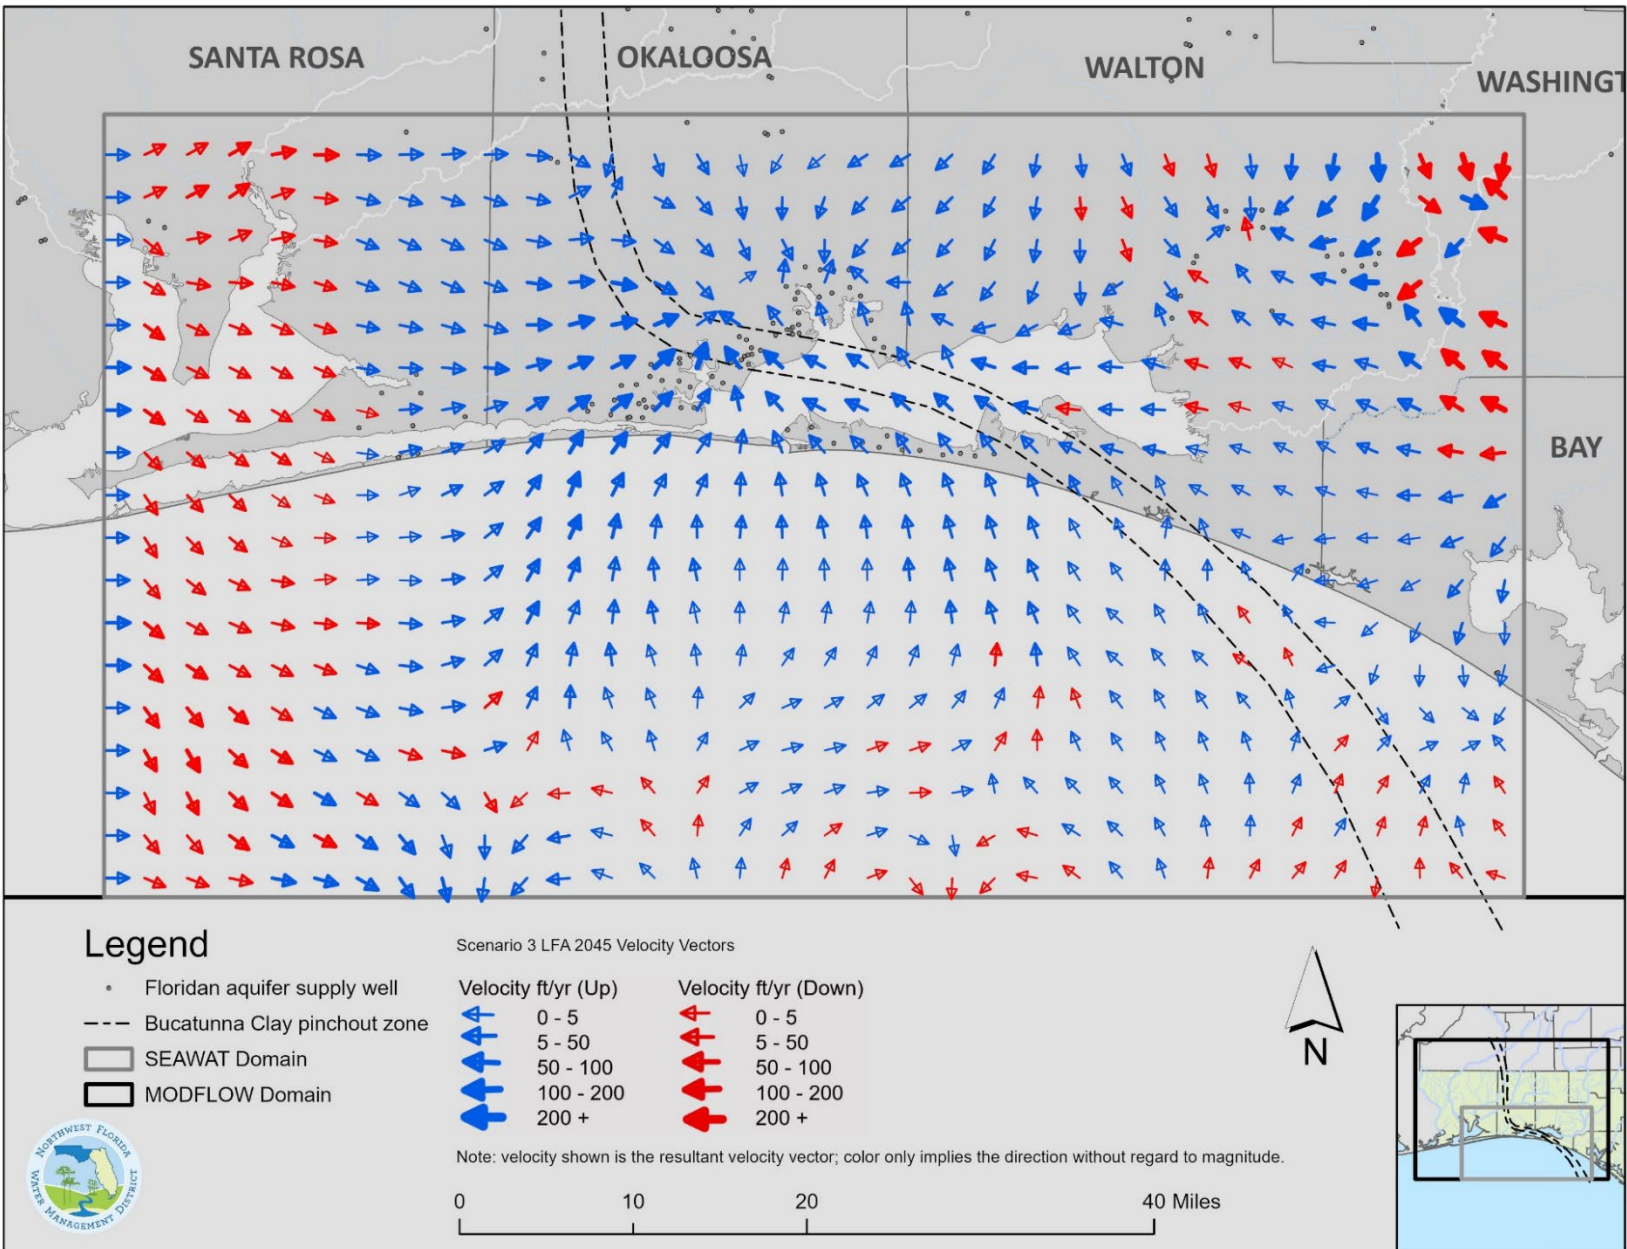 SANTA ROSA
OKALOOSA
WALTON
WASHINGT
BAY
Legend
Floridan aquifer supply well
Bucatunna Clay pinchout zone
SEAWAT Domain
MODFLOW Domain
Scenario 3 LFA 2045 Velocity Vectors
Velocity ft/yr (Up)
0 - 5
5 - 50
50 - 100
100 - 200
200 +
Velocity ft/yr (Down)
0 - 5
5 - 50
50 - 100
100 - 200
200 +
Note: velocity shown is the resultant velocity vector; color only implies the direction without regard to magnitude.
0 10 20 40 Miles
N
NORTHWEST FLORIDA
WATER MANAGEMENT DISTRICT